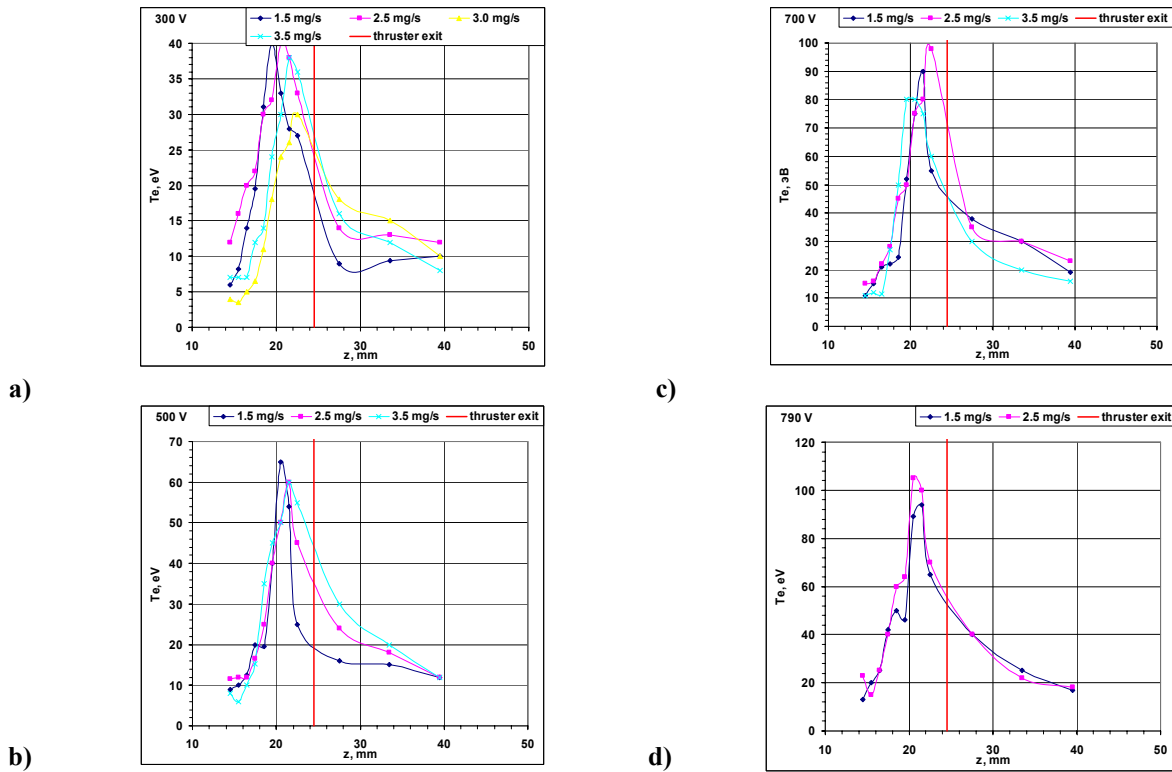 300 V
1.5 mg/s 2.5 mg/s 3.0 mg/s
3.5 mg/s thruster exit
Te, eV
40
35
30
25
20
15
10
5
0
10 20 30 40 50
z, mm
a)
700 V
1.5 mg/s 2.5 mg/s 3.5 mg/s thruster exit
Te, эВ
100
90
80
70
60
50
40
30
20
10
0
10 20 30 40 50
z, mm
c)
500 V
1.5 mg/s 2.5 mg/s 3.5 mg/s thruster exit
Te, eV
70
60
50
40
30
20
10
0
10 20 30 40 50
z, mm
b)
790 V
1.5 mg/s 2.5 mg/s thruster exit
Te, eV
120
100
80
60
40
20
0
10 20 30 40 50
z, mm
d)